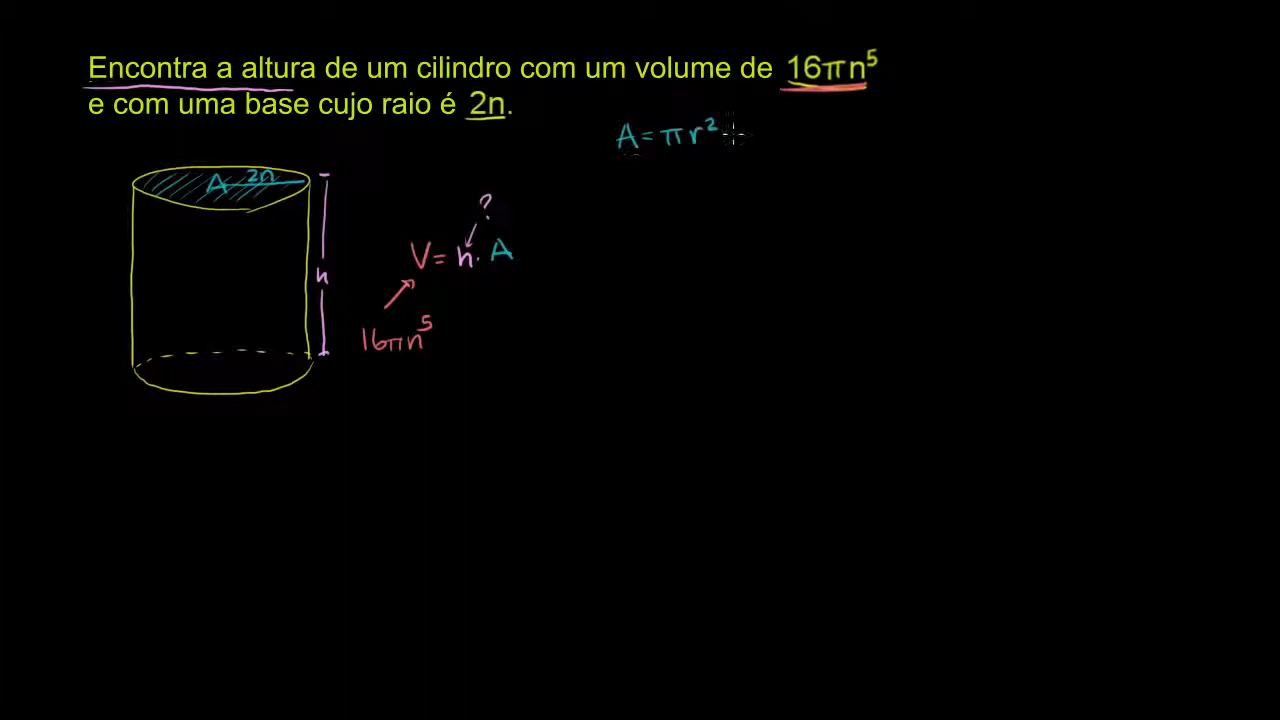 Encontra a altura de um cilindro com um volume de 16πn⁵
e com uma base cujo raio é 2n.
A = πr²
A 2n
?
h
V = h · A
16πn⁵